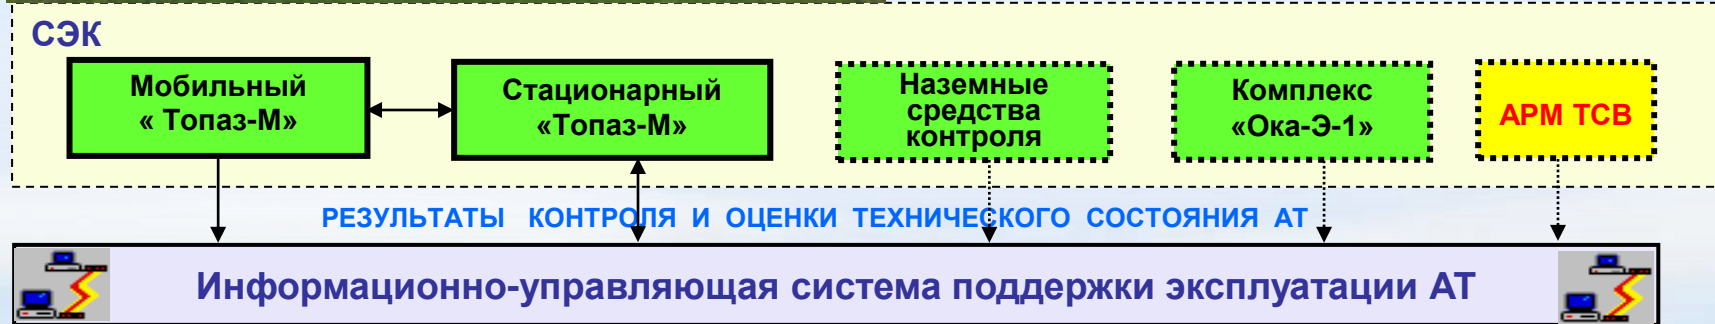 СЭК
Мобильный
« Топаз-М»
Стационарный
«Топаз-М»
Наземные
средства
контроля
Комплекс
«Ока-Э-1»
АРМ ТСВ
РЕЗУЛЬТАТЫ КОНТРОЛЯ И ОЦЕНКИ ТЕХНИЧЕСКОГО СОСТОЯНИЯ АТ
Информационно-управляющая система поддержки эксплуатации АТ